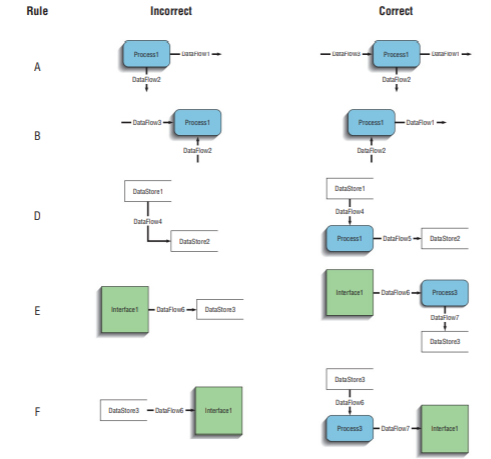 Rule Incorrect Correct
A
Process1 DataFlow1
DataFlow2
DataFlow3 Process1 DataFlow1
DataFlow2
B
DataFlow3 Process1
DataFlow2
Process1 DataFlow1
DataFlow2
D
DataStore1
DataFlow4
DataStore2
DataStore1
DataFlow4
Process1 DataFlow5 DataStore2
E
Interface1 DataFlow6 DataStore3
Interface1 DataFlow6 Process3
DataFlow7
DataStore3
F
DataStore3 DataFlow6 Interface1
DataStore3
DataFlow6
Process3 DataFlow7 Interface1